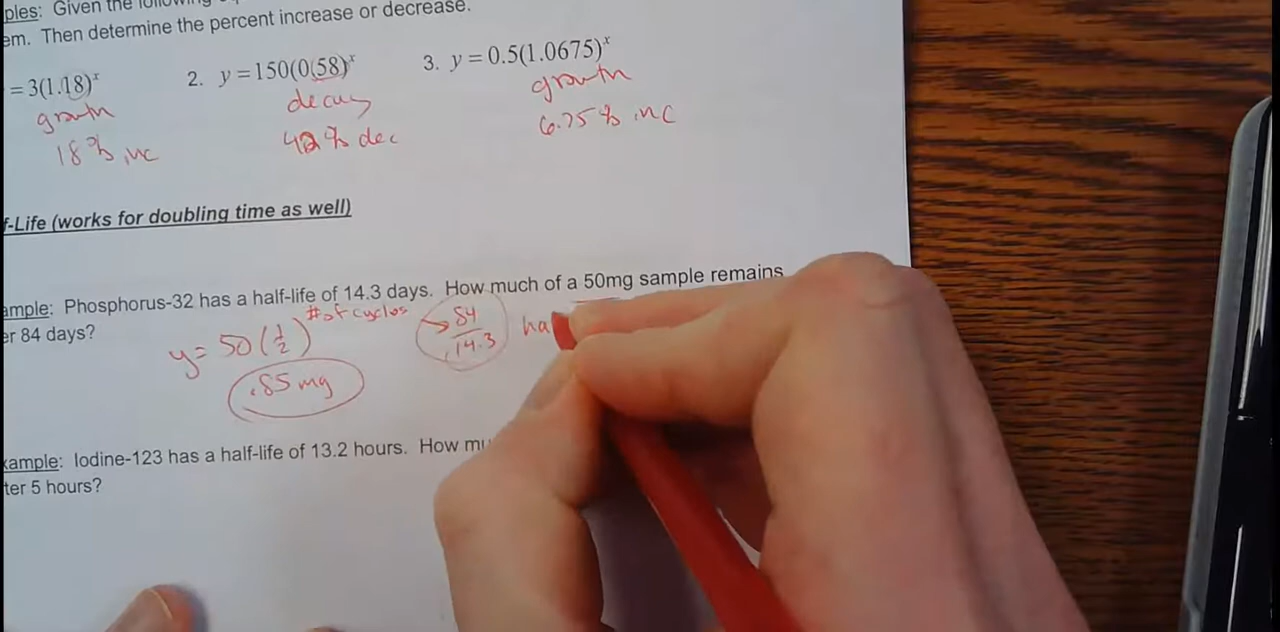 ples: Given the following
em. Then determine the percent increase or decrease.
= 3(1.18)ˣ
growth
18% inc
2. y = 150(0.58)ˣ
decay
42% dec
3. y = 0.5(1.0675)ˣ
growth
6.75% inc
f-Life (works for doubling time as well)
ample: Phosphorus-32 has a half-life of 14.3 days. How much of a 50mg sample remains
er 84 days?
y = 50(1/2) # of cycles
→ 84/14.3
ha
.85 mg
xample: Iodine-123 has a half-life of 13.2 hours. How mu
ter 5 hours?